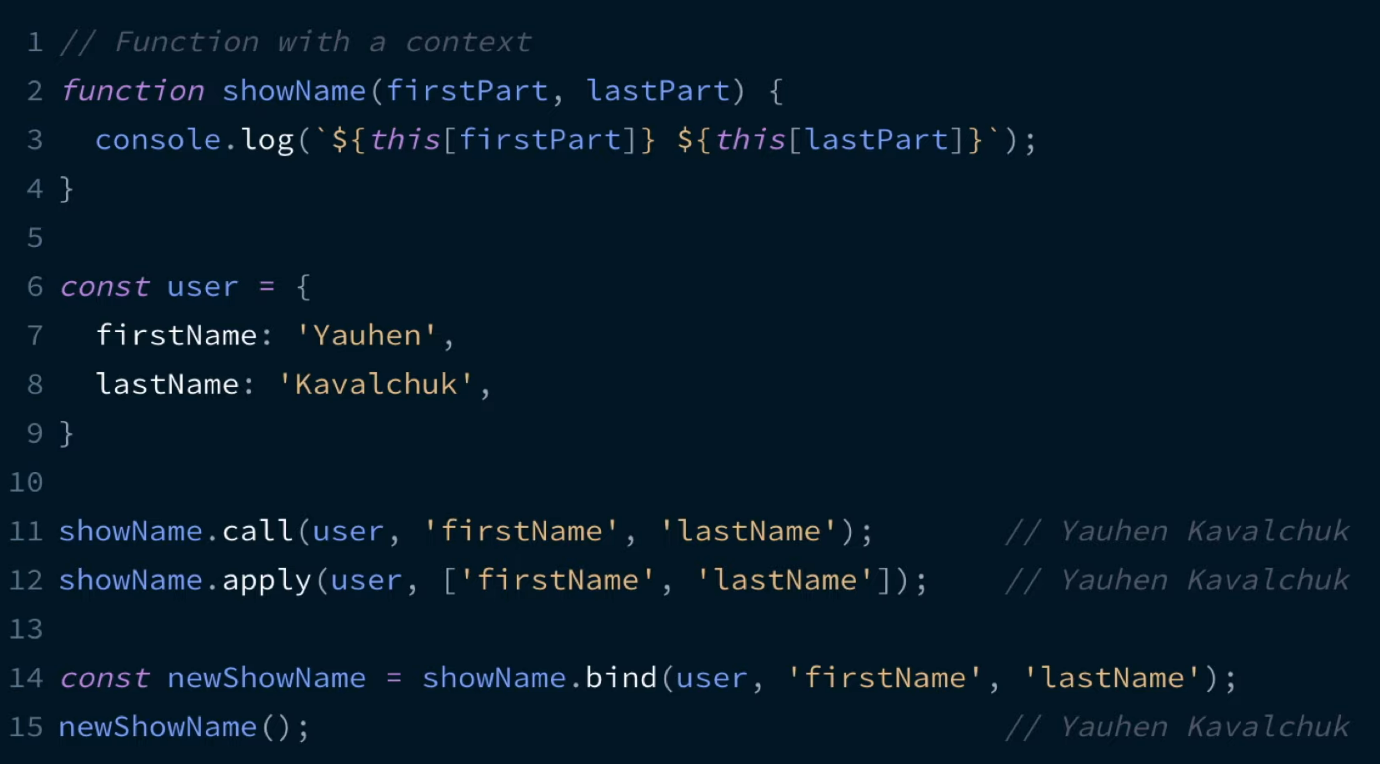 1 // Function with a context
2 function showName(firstPart, lastPart) {
3   console.log(`${this[firstPart]} ${this[lastPart]}`);
4 }
5
6 const user = {
7   firstName: 'Yauhen',
8   lastName: 'Kavalchuk',
9 }
10
11 showName.call(user, 'firstName', 'lastName');       // Yauhen Kavalchuk
12 showName.apply(user, ['firstName', 'lastName']);    // Yauhen Kavalchuk
13
14 const newShowName = showName.bind(user, 'firstName', 'lastName');
15 newShowName();                                      // Yauhen Kavalchuk